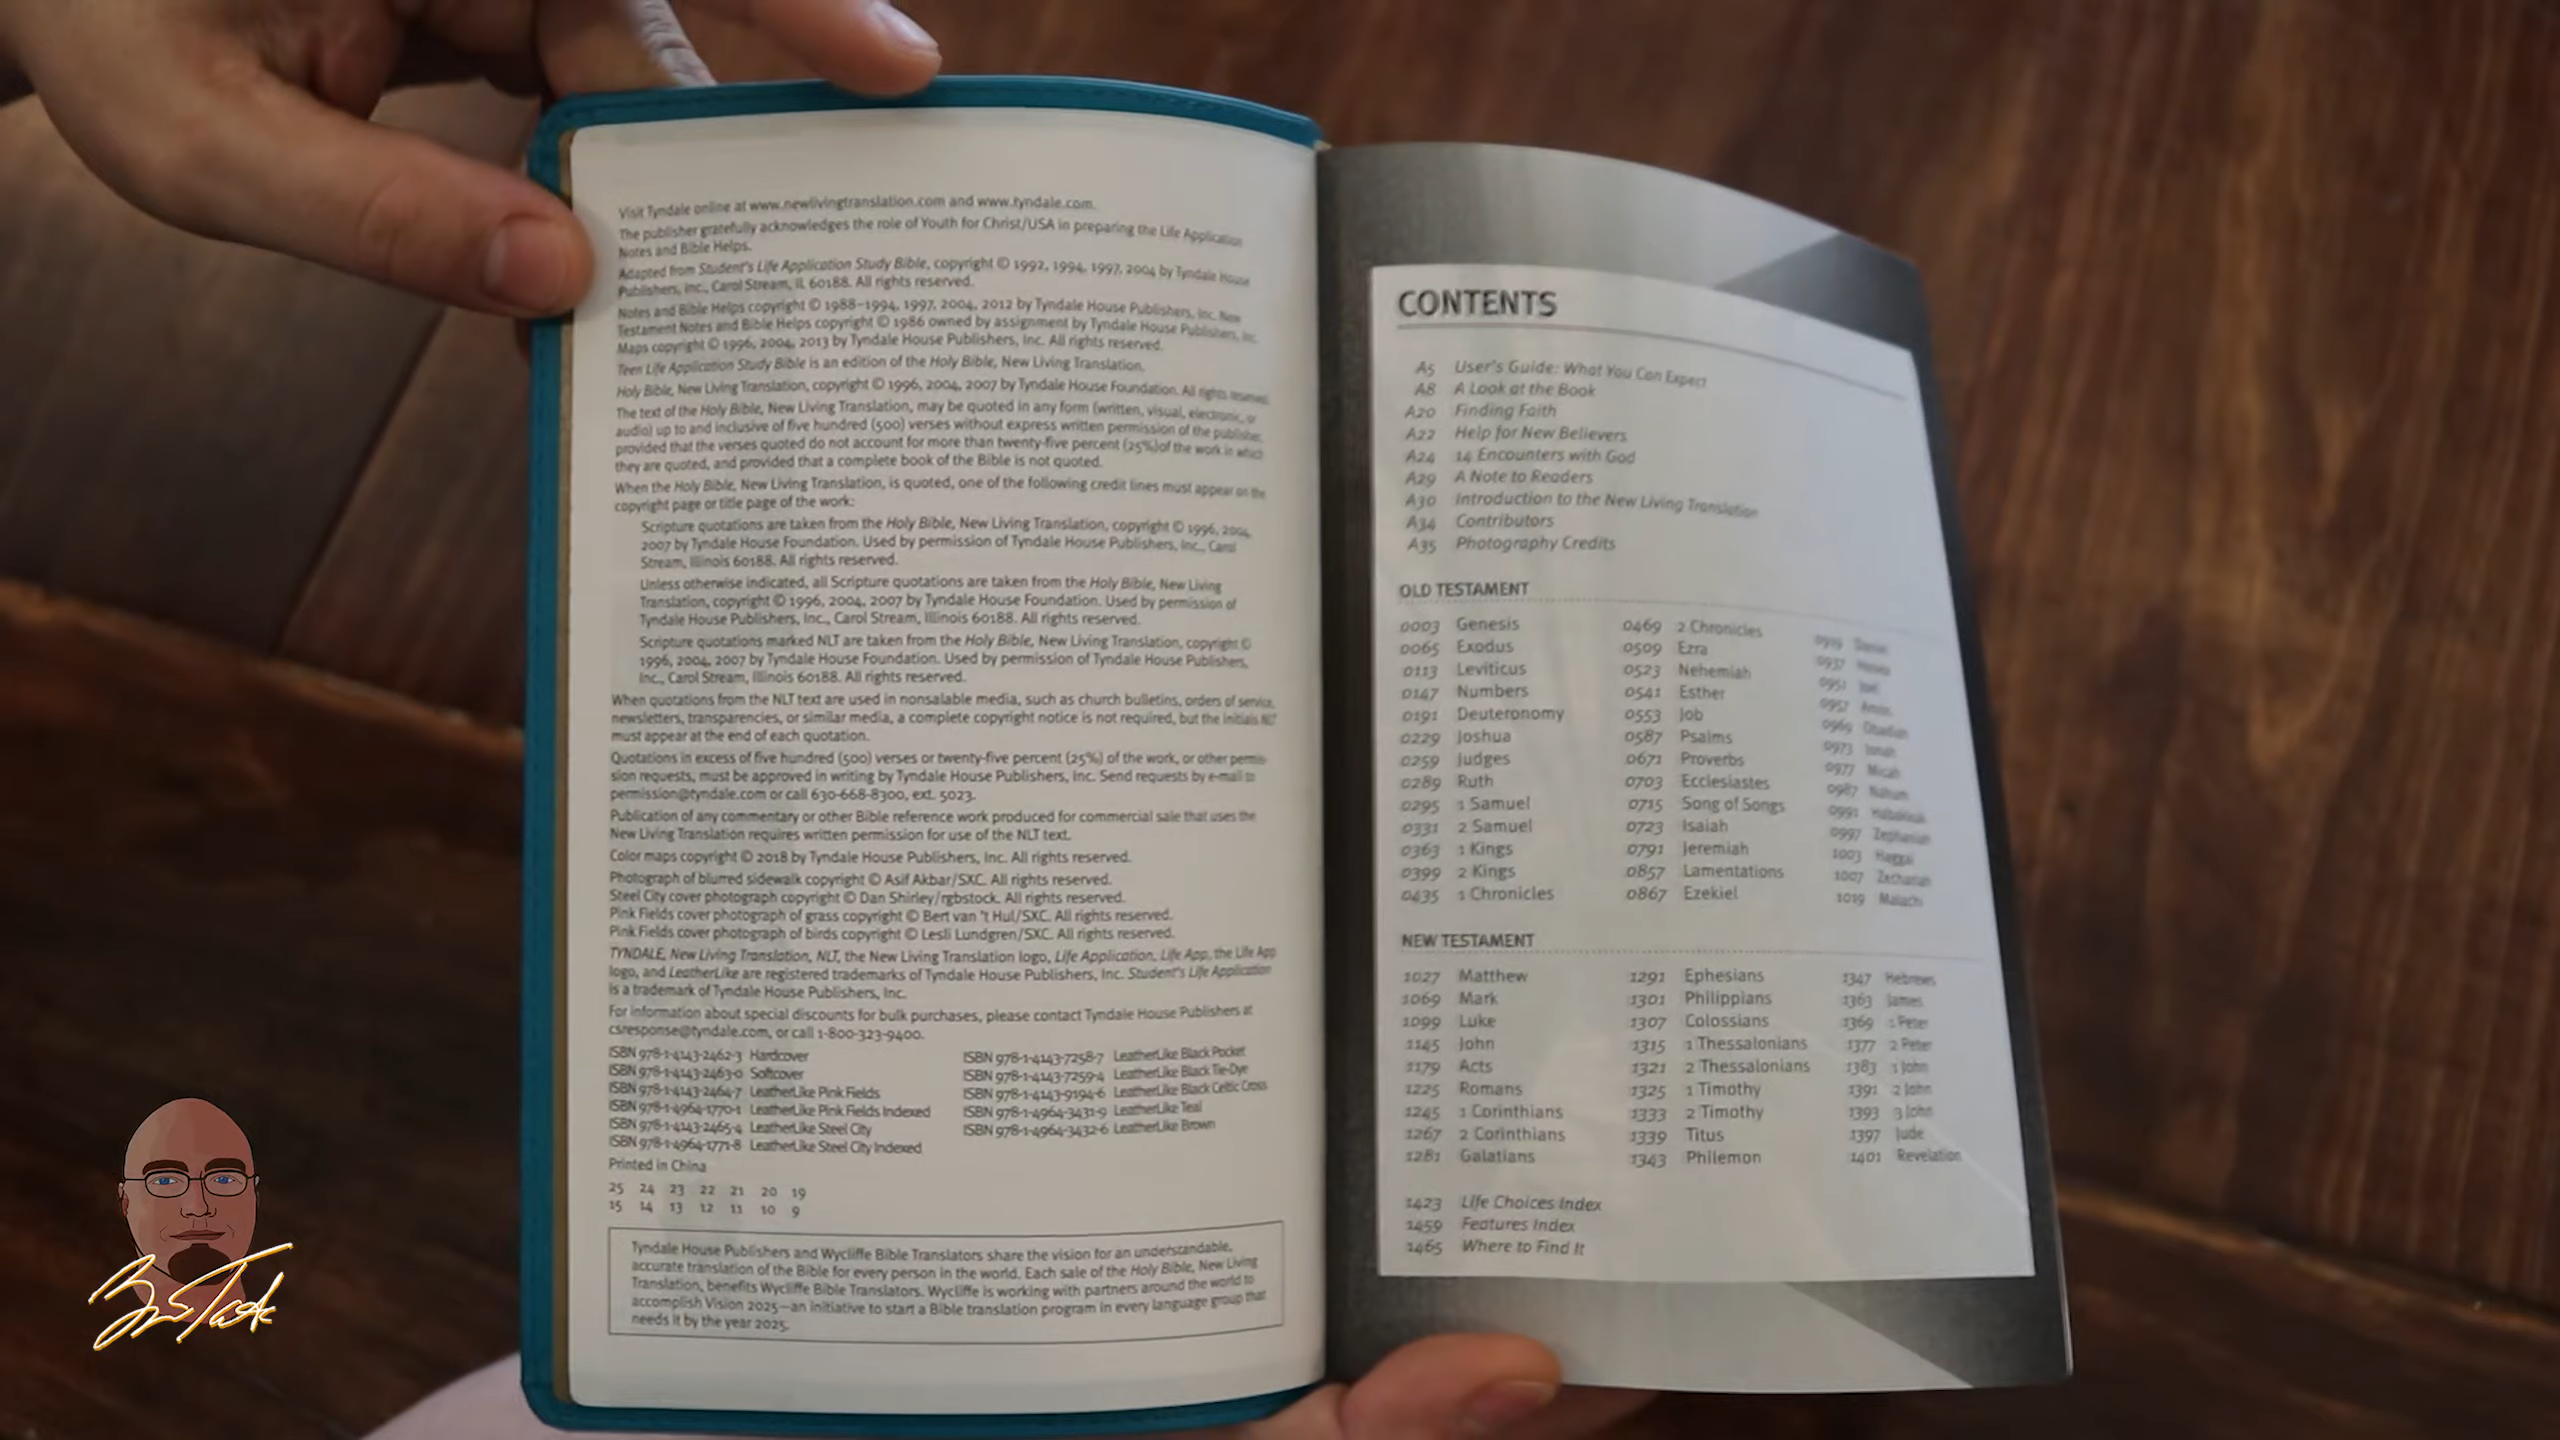 Visit Tyndale online at www.newlivingtranslation.com and www.tyndale.com.
The publisher gratefully acknowledges the role of Youth for Christ/USA in preparing the Life Application
Notes and Bible Helps.
Adapted from Student's Life Application Study Bible, copyright © 1992, 1994, 1997, 2004 by Tyndale House
Publishers, Inc., Carol Stream, IL 60188. All rights reserved.
Notes and Bible Helps copyright © 1988–1994, 1997, 2004, 2012 by Tyndale House Publishers, Inc. New
Testament Notes and Bible Helps copyright © 1986 owned by assignment by Tyndale House Publishers, Inc.
Maps copyright © 1996, 2004, 2013 by Tyndale House Publishers, Inc. All rights reserved.
Teen Life Application Study Bible is an edition of the Holy Bible, New Living Translation.
Holy Bible, New Living Translation, copyright © 1996, 2004, 2007 by Tyndale House Foundation. All rights reserved.
The text of the Holy Bible, New Living Translation, may be quoted in any form (written, visual, electronic, or
audio) up to and inclusive of five hundred (500) verses without express written permission of the publisher,
provided that the verses quoted do not account for more than twenty-five percent (25%)of the work in which
they are quoted, and provided that a complete book of the Bible is not quoted.
When the Holy Bible, New Living Translation, is quoted, one of the following credit lines must appear on the
copyright page or title page of the work:
Scripture quotations are taken from the Holy Bible, New Living Translation, copyright © 1996, 2004,
2007 by Tyndale House Foundation. Used by permission of Tyndale House Publishers, Inc., Carol
Stream, Illinois 60188. All rights reserved.
Unless otherwise indicated, all Scripture quotations are taken from the Holy Bible, New Living
Translation, copyright © 1996, 2004, 2007 by Tyndale House Foundation. Used by permission of
Tyndale House Publishers, Inc., Carol Stream, Illinois 60188. All rights reserved.
Scripture quotations marked NLT are taken from the Holy Bible, New Living Translation, copyright ©
1996, 2004, 2007 by Tyndale House Foundation. Used by permission of Tyndale House Publishers,
Inc., Carol Stream, Illinois 60188. All rights reserved.
When quotations from the NLT text are used in nonsalable media, such as church bulletins, orders of service,
newsletters, transparencies, or similar media, a complete copyright notice is not required, but the initials NLT
must appear at the end of each quotation.
Quotations in excess of five hundred (500) verses or twenty-five percent (25%) of the work, or other permis-
sion requests, must be approved in writing by Tyndale House Publishers, Inc. Send requests by e-mail to
permission@tyndale.com or call 630-668-8300, ext. 5023.
Publication of any commentary or other Bible reference work produced for commercial sale that uses the
New Living Translation requires written permission for use of the NLT text.
Color maps copyright © 2018 by Tyndale House Publishers, Inc. All rights reserved.
Photograph of blurred sidewalk copyright © Asif Akbar/SXC. All rights reserved.
Steel City cover photograph copyright © Dan Shirley/rgbstock. All rights reserved.
Pink Fields cover photograph of grass copyright © Bert van 't Hul/SXC. All rights reserved.
Pink Fields cover photograph of birds copyright © Lesli Lundgren/SXC. All rights reserved.
TYNDALE, New Living Translation, NLT, the New Living Translation logo, Life Application, Life App, the Life App
logo, and LeatherLike are registered trademarks of Tyndale House Publishers, Inc. Student's Life Application
is a trademark of Tyndale House Publishers, Inc.
For information about special discounts for bulk purchases, please contact Tyndale House Publishers at
csresponse@tyndale.com, or call 1-800-323-9400.
ISBN 978-1-4143-2462-3 Hardcover
ISBN 978-1-4143-2463-0 Softcover
ISBN 978-1-4143-2464-7 LeatherLike Pink Fields
ISBN 978-1-4964-1770-1 LeatherLike Pink Fields Indexed
ISBN 978-1-4143-2465-4 LeatherLike Steel City
ISBN 978-1-4964-1771-8 LeatherLike Steel City Indexed
ISBN 978-1-4143-7258-7 LeatherLike Black Pocket
ISBN 978-1-4143-7259-4 LeatherLike Black Tie-Dye
ISBN 978-1-4143-9194-6 LeatherLike Black Celtic Cross
ISBN 978-1-4964-3431-9 LeatherLike Teal
ISBN 978-1-4964-3432-6 LeatherLike Brown
Printed in China
25 24 23 22 21 20 19
15 14 13 12 11 10 9
Tyndale House Publishers and Wycliffe Bible Translators share the vision for an understandable,
accurate translation of the Bible for every person in the world. Each sale of the Holy Bible, New Living
Translation, benefits Wycliffe Bible Translators. Wycliffe is working with partners around the world to
accomplish Vision 2025—an initiative to start a Bible translation program in every language group that
needs it by the year 2025.
CONTENTS
A5 User's Guide: What You Can Expect
A8 A Look at the Book
A20 Finding Faith
A22 Help for New Believers
A24 14 Encounters with God
A29 A Note to Readers
A30 Introduction to the New Living Translation
A34 Contributors
A35 Photography Credits
OLD TESTAMENT
0003 Genesis
0065 Exodus
0113 Leviticus
0147 Numbers
0191 Deuteronomy
0229 Joshua
0259 Judges
0289 Ruth
0295 1 Samuel
0331 2 Samuel
0363 1 Kings
0399 2 Kings
0435 1 Chronicles
0469 2 Chronicles
0509 Ezra
0523 Nehemiah
0541 Esther
0553 Job
0587 Psalms
0671 Proverbs
0703 Ecclesiastes
0715 Song of Songs
0723 Isaiah
0791 Jeremiah
0857 Lamentations
0867 Ezekiel
0919 Daniel
0937 Hosea
0951 Joel
0957 Amos
0969 Obadiah
0973 Jonah
0977 Micah
0987 Nahum
0991 Habakkuk
0997 Zephaniah
1003 Haggai
1007 Zechariah
1019 Malachi
NEW TESTAMENT
1027 Matthew
1069 Mark
1099 Luke
1145 John
1179 Acts
1225 Romans
1245 1 Corinthians
1267 2 Corinthians
1281 Galatians
1291 Ephesians
1301 Philippians
1307 Colossians
1315 1 Thessalonians
1321 2 Thessalonians
1325 1 Timothy
1333 2 Timothy
1339 Titus
1343 Philemon
1347 Hebrews
1363 James
1369 1 Peter
1377 2 Peter
1383 1 John
1391 2 John
1393 3 John
1397 Jude
1401 Revelation
1423 Life Choices Index
1459 Features Index
1465 Where to Find It